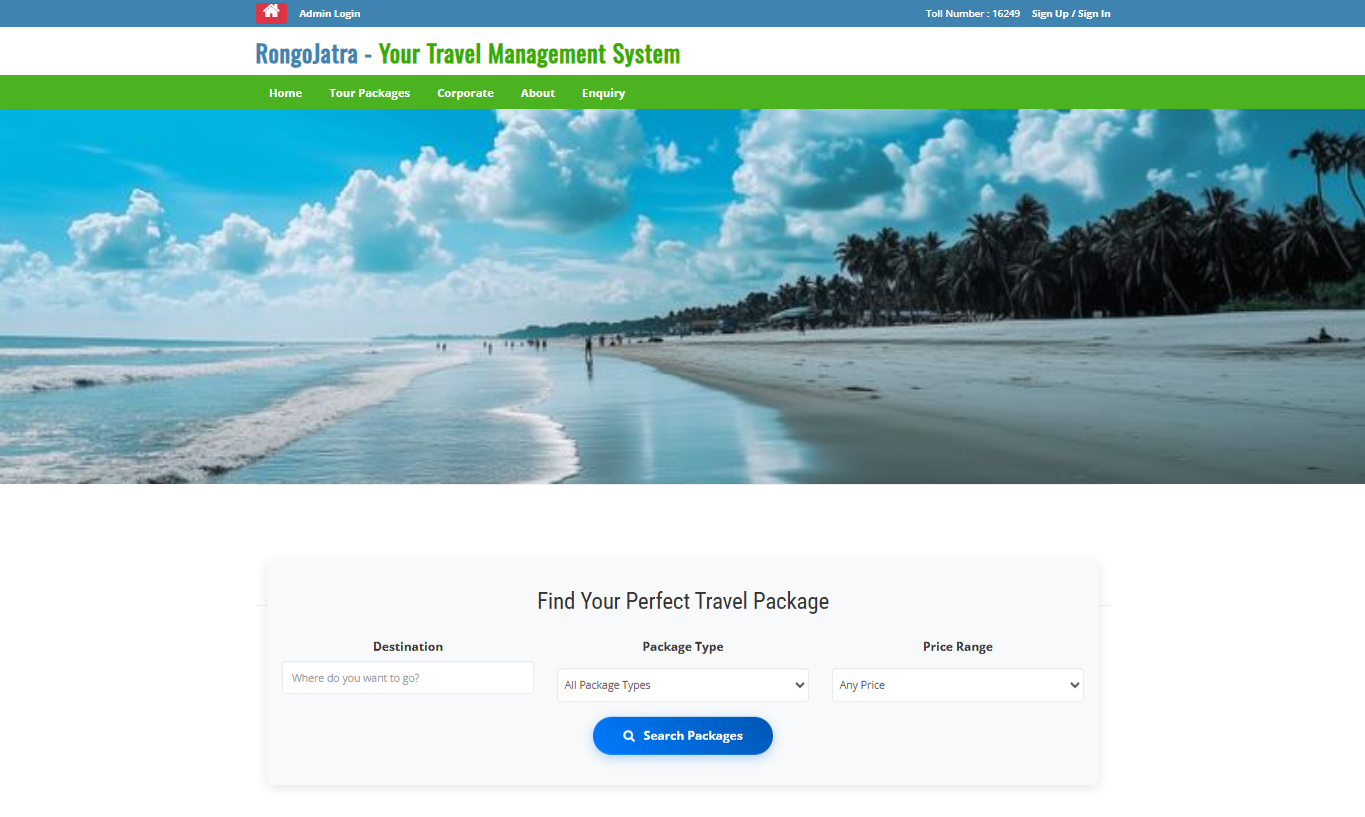 Admin Login
Toll Number : 16249 Sign Up / Sign In
RongoJatra - Your Travel Management System
Home Tour Packages Corporate About Enquiry
Find Your Perfect Travel Package
Destination Package Type Price Range
Where do you want to go? All Package Types Any Price
Search Packages